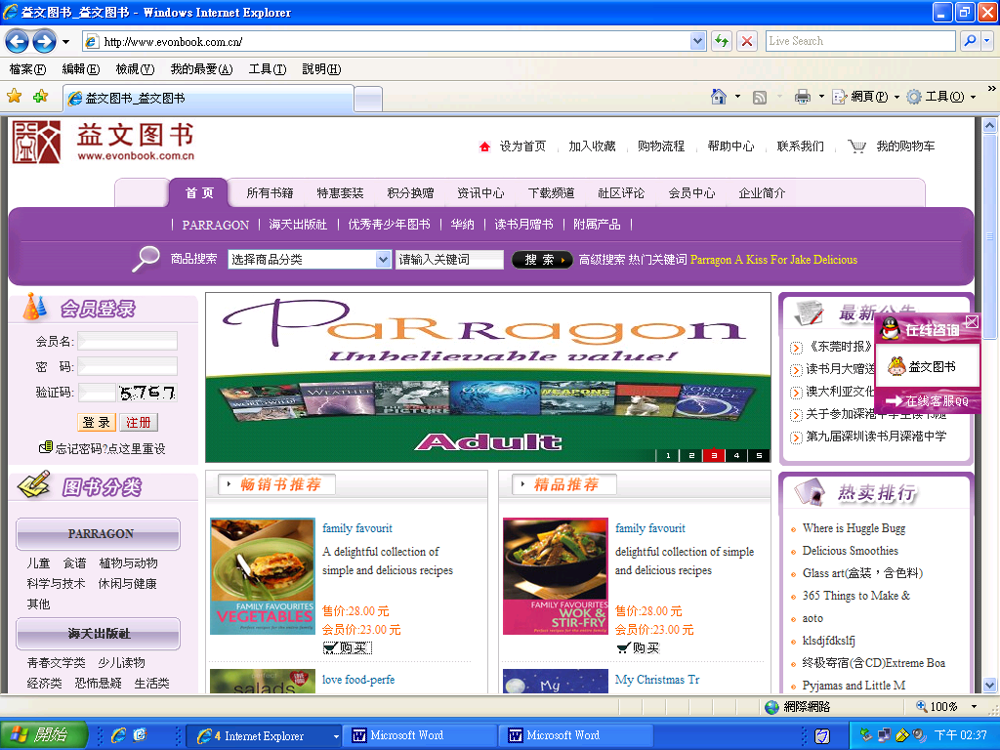 益文图书_益文图书 - Windows Internet Explorer
http://www.evonbook.com.cn/
Live Search
檔案(F) 編輯(E) 檢視(V) 我的最愛(A) 工具(T) 說明(H)
益文图书_益文图书
網頁(P) 工具(O)
益文图书
www.evonbook.com.cn
设为首页 加入收藏 购物流程 帮助中心 联系我们 我的购物车
首页 所有书籍 特惠套装 积分换赠 资讯中心 下载频道 社区评论 会员中心 企业简介
| PARRAGON | 海天出版社 | 优秀青少年图书 | 华纳 | 读书月赠书 | 附属产品 |
商品搜索 选择商品分类 请输入关键词 搜索 高级搜索 热门关键词 Parragon A Kiss For Jake Delicious
会员登录
会员名:
密 码:
验证码: 5767
登录 注册
忘记密码?点这里重设
图书分类
PARRAGON
儿童 食谱 植物与动物
科学与技术 休闲与健康
其他
海天出版社
青春文学类 少儿读物
经济类 恐怖悬疑 生活类
PaRRagon
Unbelievable value!
WEATHER
WEAPONS
WORLD OF
Adult
1 2 3 4 5
畅销书推荐
family favourit
A delightful collection of
simple and delicious recipes
售价:28.00 元
会员价:23.00 元
购买
FAMILY FAVOURITES
VEGETABLES
perfect
salads
love food-perfe
精品推荐
family favourit
delightful collection of simple
and delicious recipes
售价:28.00 元
会员价:23.00 元
购买
FAMILY FAVOURITES
WOK &
STIR-FRY
My
My Christmas Tr
最新公告
《东莞时报》
读书月大赠送
澳大利亚文化
关于参加深港中学生读书随
第九届深圳读书月深港中学
在线咨询
益文图书
在线客服QQ
热卖排行
Where is Huggle Bugg
Delicious Smoothies
Glass art(盒装，含色料)
365 Things to Make &
aoto
klsdjfdkslfj
终极寄宿(含CD)Extreme Boa
Pyjamas and Little M
網際網路 100%
開始 4 Internet Explorer Microsoft Word Microsoft Word 下午 02:37